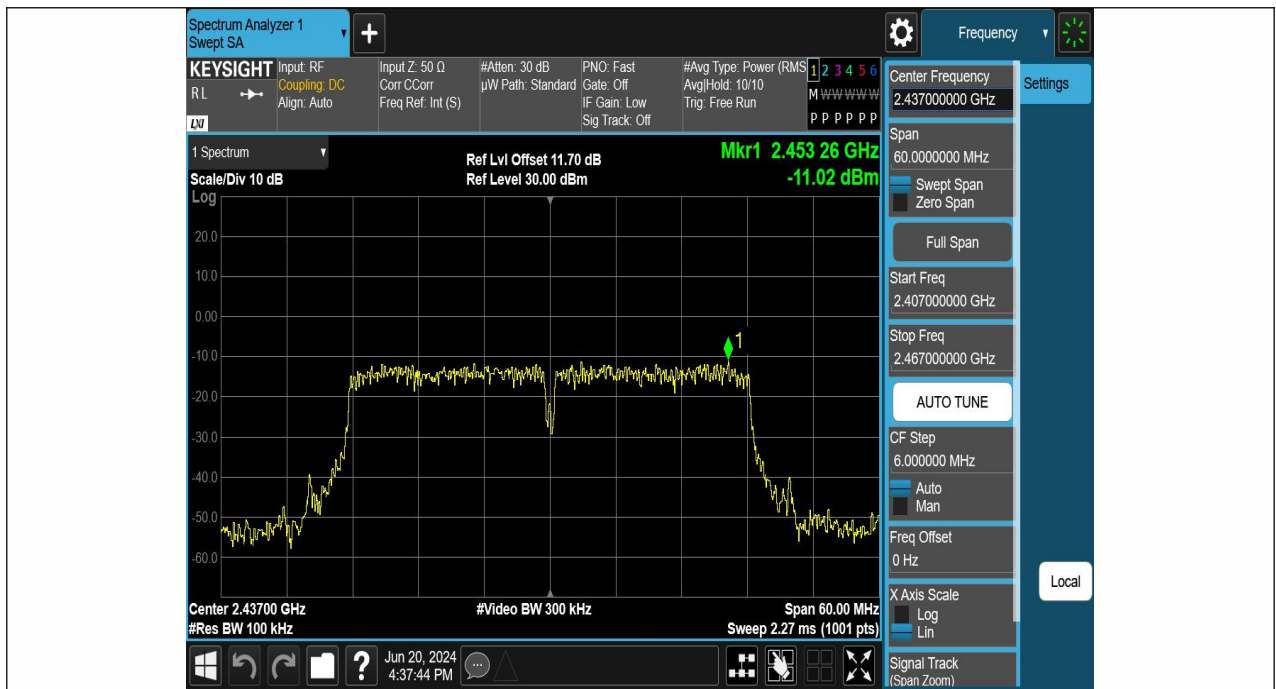 Spectrum Analyzer 1
Swept SA
Frequency
KEYSIGHT
RL
LXI
Input: RF
Coupling: DC
Align: Auto
Input Z: 50 Ω
Corr CCorr
Freq Ref: Int (S)
#Atten: 30 dB
µW Path: Standard
PNO: Fast
Gate: Off
IF Gain: Low
Sig Track: Off
#Avg Type: Power (RMS
Avg|Hold: 10/10
Trig: Free Run
1 2 3 4 5 6
M W W W W W
P P P P P P
1 Spectrum
Scale/Div 10 dB
Log
Ref Lvl Offset 11.70 dB
Ref Level 30.00 dBm
Mkr1 2.453 26 GHz
-11.02 dBm
20.0
10.0
0.00
-10.0
-20.0
-30.0
-40.0
-50.0
-60.0
1
Center 2.43700 GHz
#Res BW 100 kHz
#Video BW 300 kHz
Span 60.00 MHz
Sweep 2.27 ms (1001 pts)
Center Frequency
2.437000000 GHz
Settings
Span
60.0000000 MHz
Swept Span
Zero Span
Full Span
Start Freq
2.407000000 GHz
Stop Freq
2.467000000 GHz
AUTO TUNE
CF Step
6.000000 MHz
Auto
Man
Freq Offset
0 Hz
Local
X Axis Scale
Log
Lin
Signal Track
(Span Zoom)
?
Jun 20, 2024
4:37:44 PM